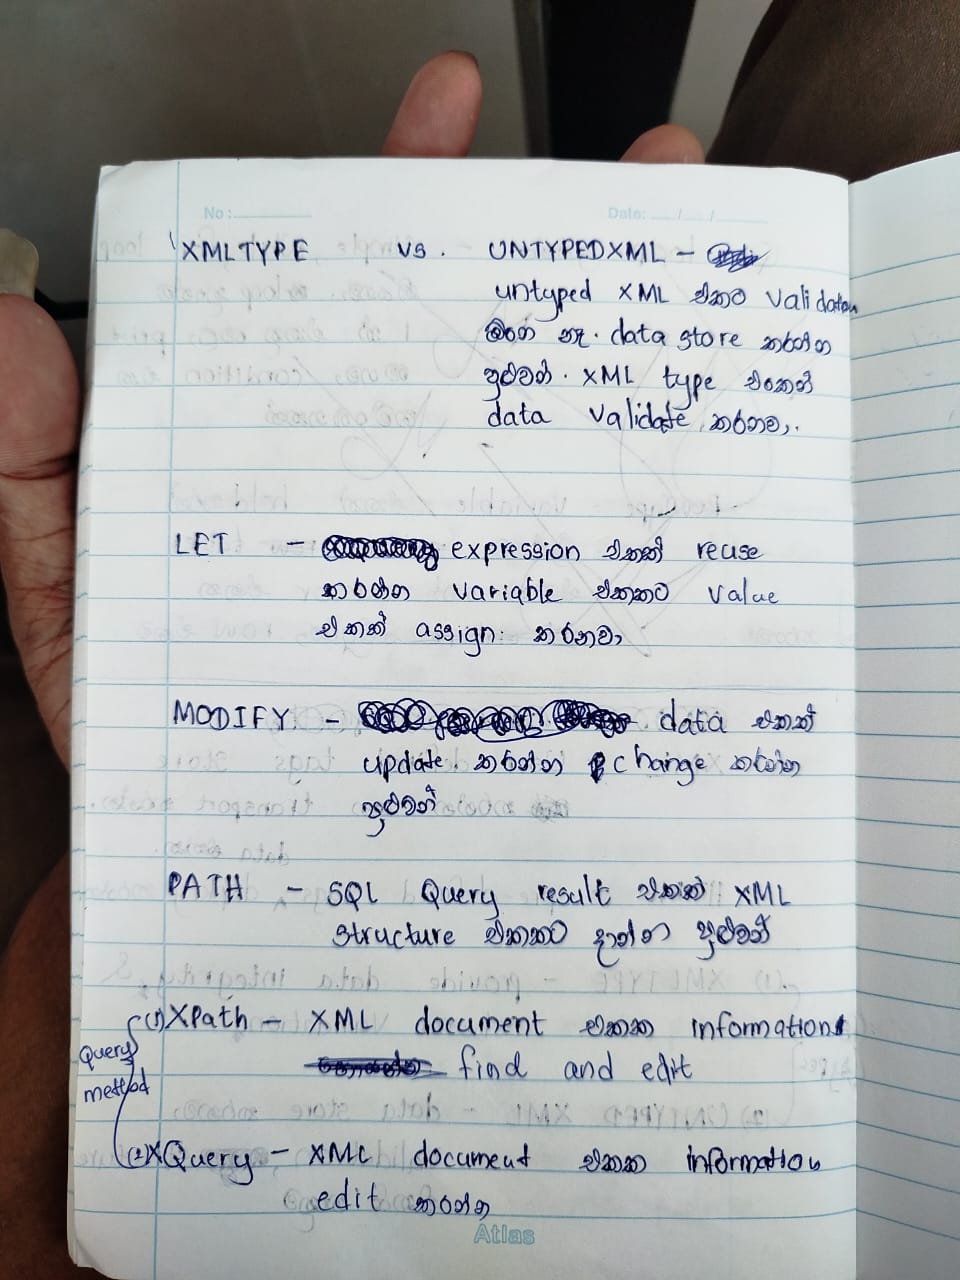 No: Date: / /
XMLTYPE VS. UNTYPEDXML -
untyped XML එකට validation
ඕගෙ නෑ. data store කරන්න
පුළුවන්. XML type එකෙන්
data validate කරනවා.
LET - expression එකක් reuse
කරන්න variable එකකට value
එකක් assign කරනවා
MODIFY - data එකක්
update කරන්න change කරන්න
පුළුවන්
PATH - SQL Query result එකක් XML
Structure එකකට දාන්න පුළුවන්
Query method
(1) XPath - XML document එකක information
find and edit
(2) XQuery - XML document එකක information
edit කරන්න
Atlas